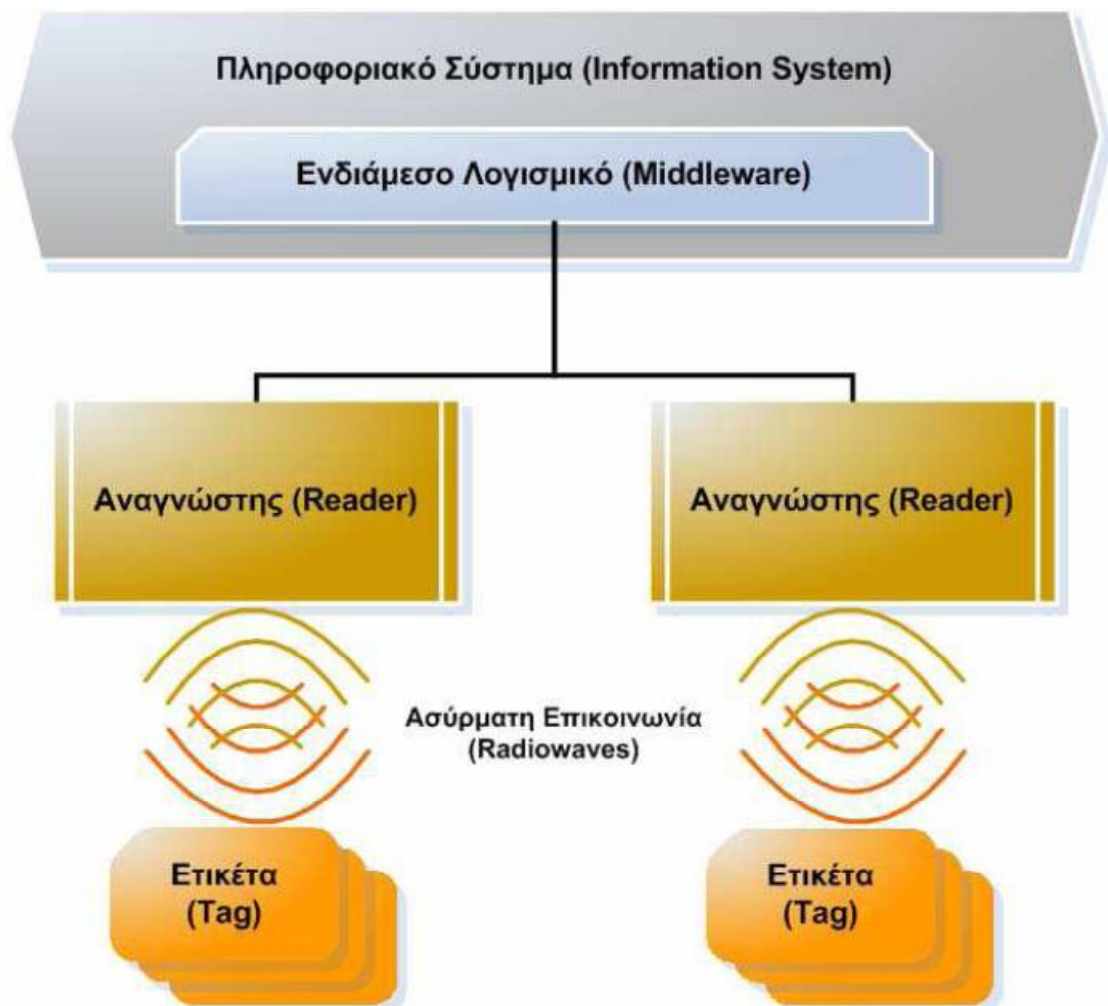 Πληροφοριακό Σύστημα (Information System)
Ενδιάμεσο Λογισμικό (Middleware)
Αναγνώστης (Reader)
Αναγνώστης (Reader)
Ασύρματη Επικοινωνία
(Radiowaves)
Ετικέτα
(Tag)
Ετικέτα
(Tag)